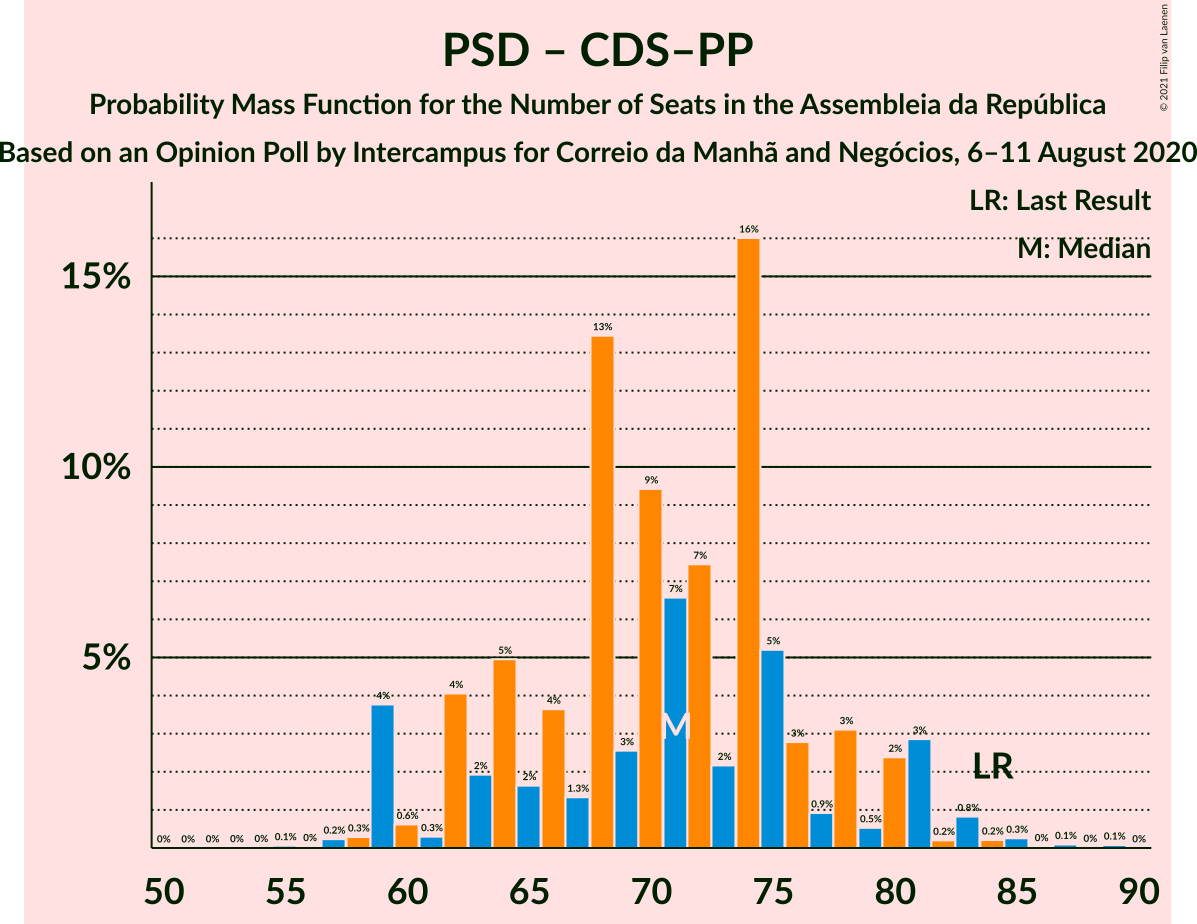 PSD – CDS–PP
Probability Mass Function for the Number of Seats in the Assembleia da República
Based on an Opinion Poll by Intercampus for Correio da Manhã and Negócios, 6–11 August 2020
© 2021 Filip van Laenen
LR: Last Result
M: Median
15%
10%
5%
0% 0% 0% 0% 0% 0.1% 0% 0.2% 0.3% 4% 0.6% 0.3% 4% 2% 5% 2% 4% 1.3% 13% 3% 9% 7% 7% 2% 16% 5% 3% 0.9% 3% 0.5% 2% 3% 0.2% 0.8% 0.2% 0.3% 0% 0.1% 0% 0.1% 0%
M
LR
50 55 60 65 70 75 80 85 90